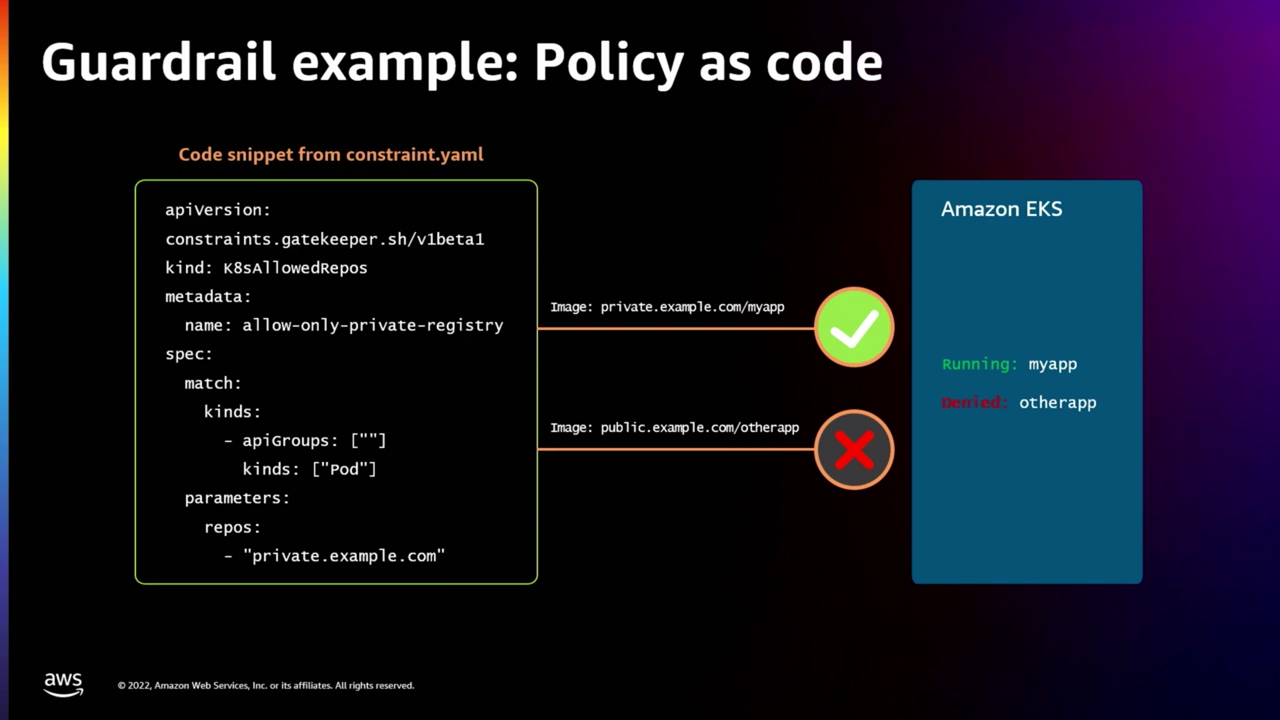 Guardrail example: Policy as code
Code snippet from constraint.yaml
apiVersion:
constraints.gatekeeper.sh/v1beta1
kind: K8sAllowedRepos
metadata:
  name: allow-only-private-registry
spec:
  match:
    kinds:
      - apiGroups: [""]
        kinds: ["Pod"]
  parameters:
    repos:
      - "private.example.com"
Image: private.example.com/myapp
Image: public.example.com/otherapp
Amazon EKS
Running: myapp
Denied: otherapp
aws
© 2022, Amazon Web Services, Inc. or its affiliates. All rights reserved.